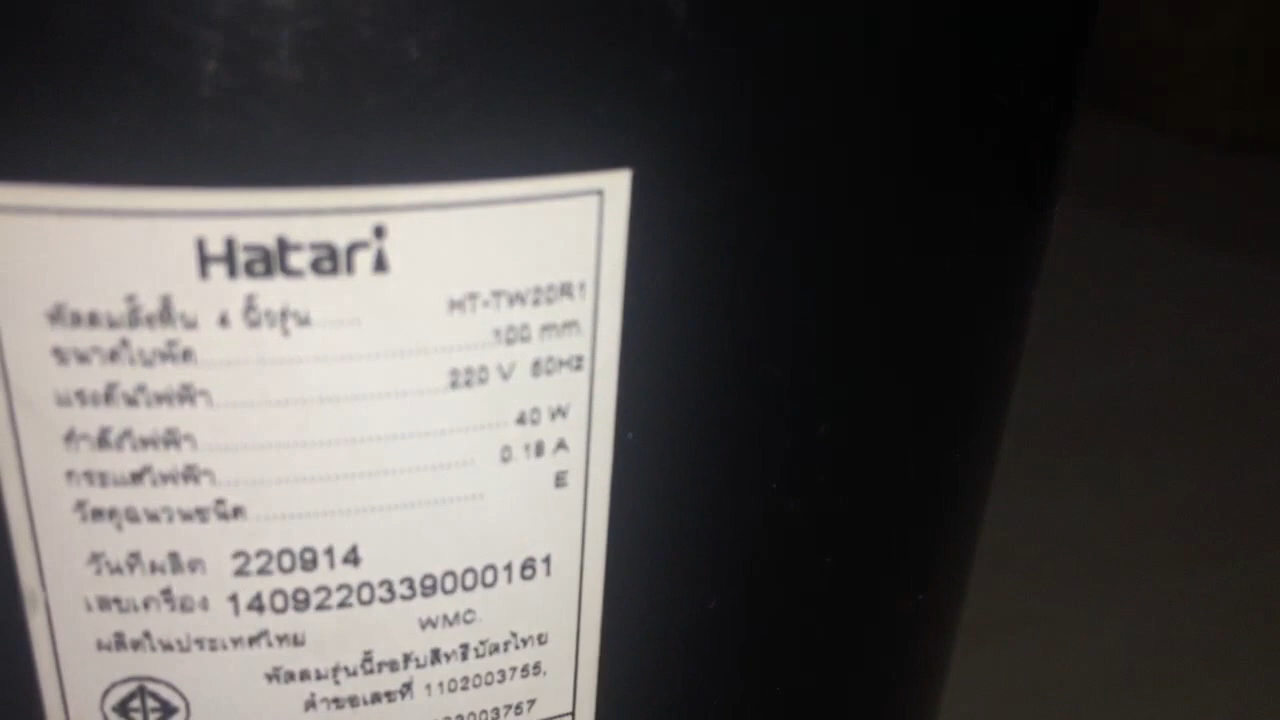 Hatari
พัดลมตั้งพื้น 4 นิ้วรุ่น HT-TW20R1
ขนาดใบพัด 100 mm
แรงดันไฟฟ้า 220 V 50Hz
กำลังไฟฟ้า 40 W
กระแสไฟฟ้า 0.18 A
วัสดุฉนวนชนิด E
วันที่ผลิต 220914
เลขเครื่อง 1409220339000161
ผลิตในประเทศไทย WMC.
พัดลมรุ่นนี้รอรับสิทธิบัตรไทย
คำขอเลขที่ 1102003755,
003757